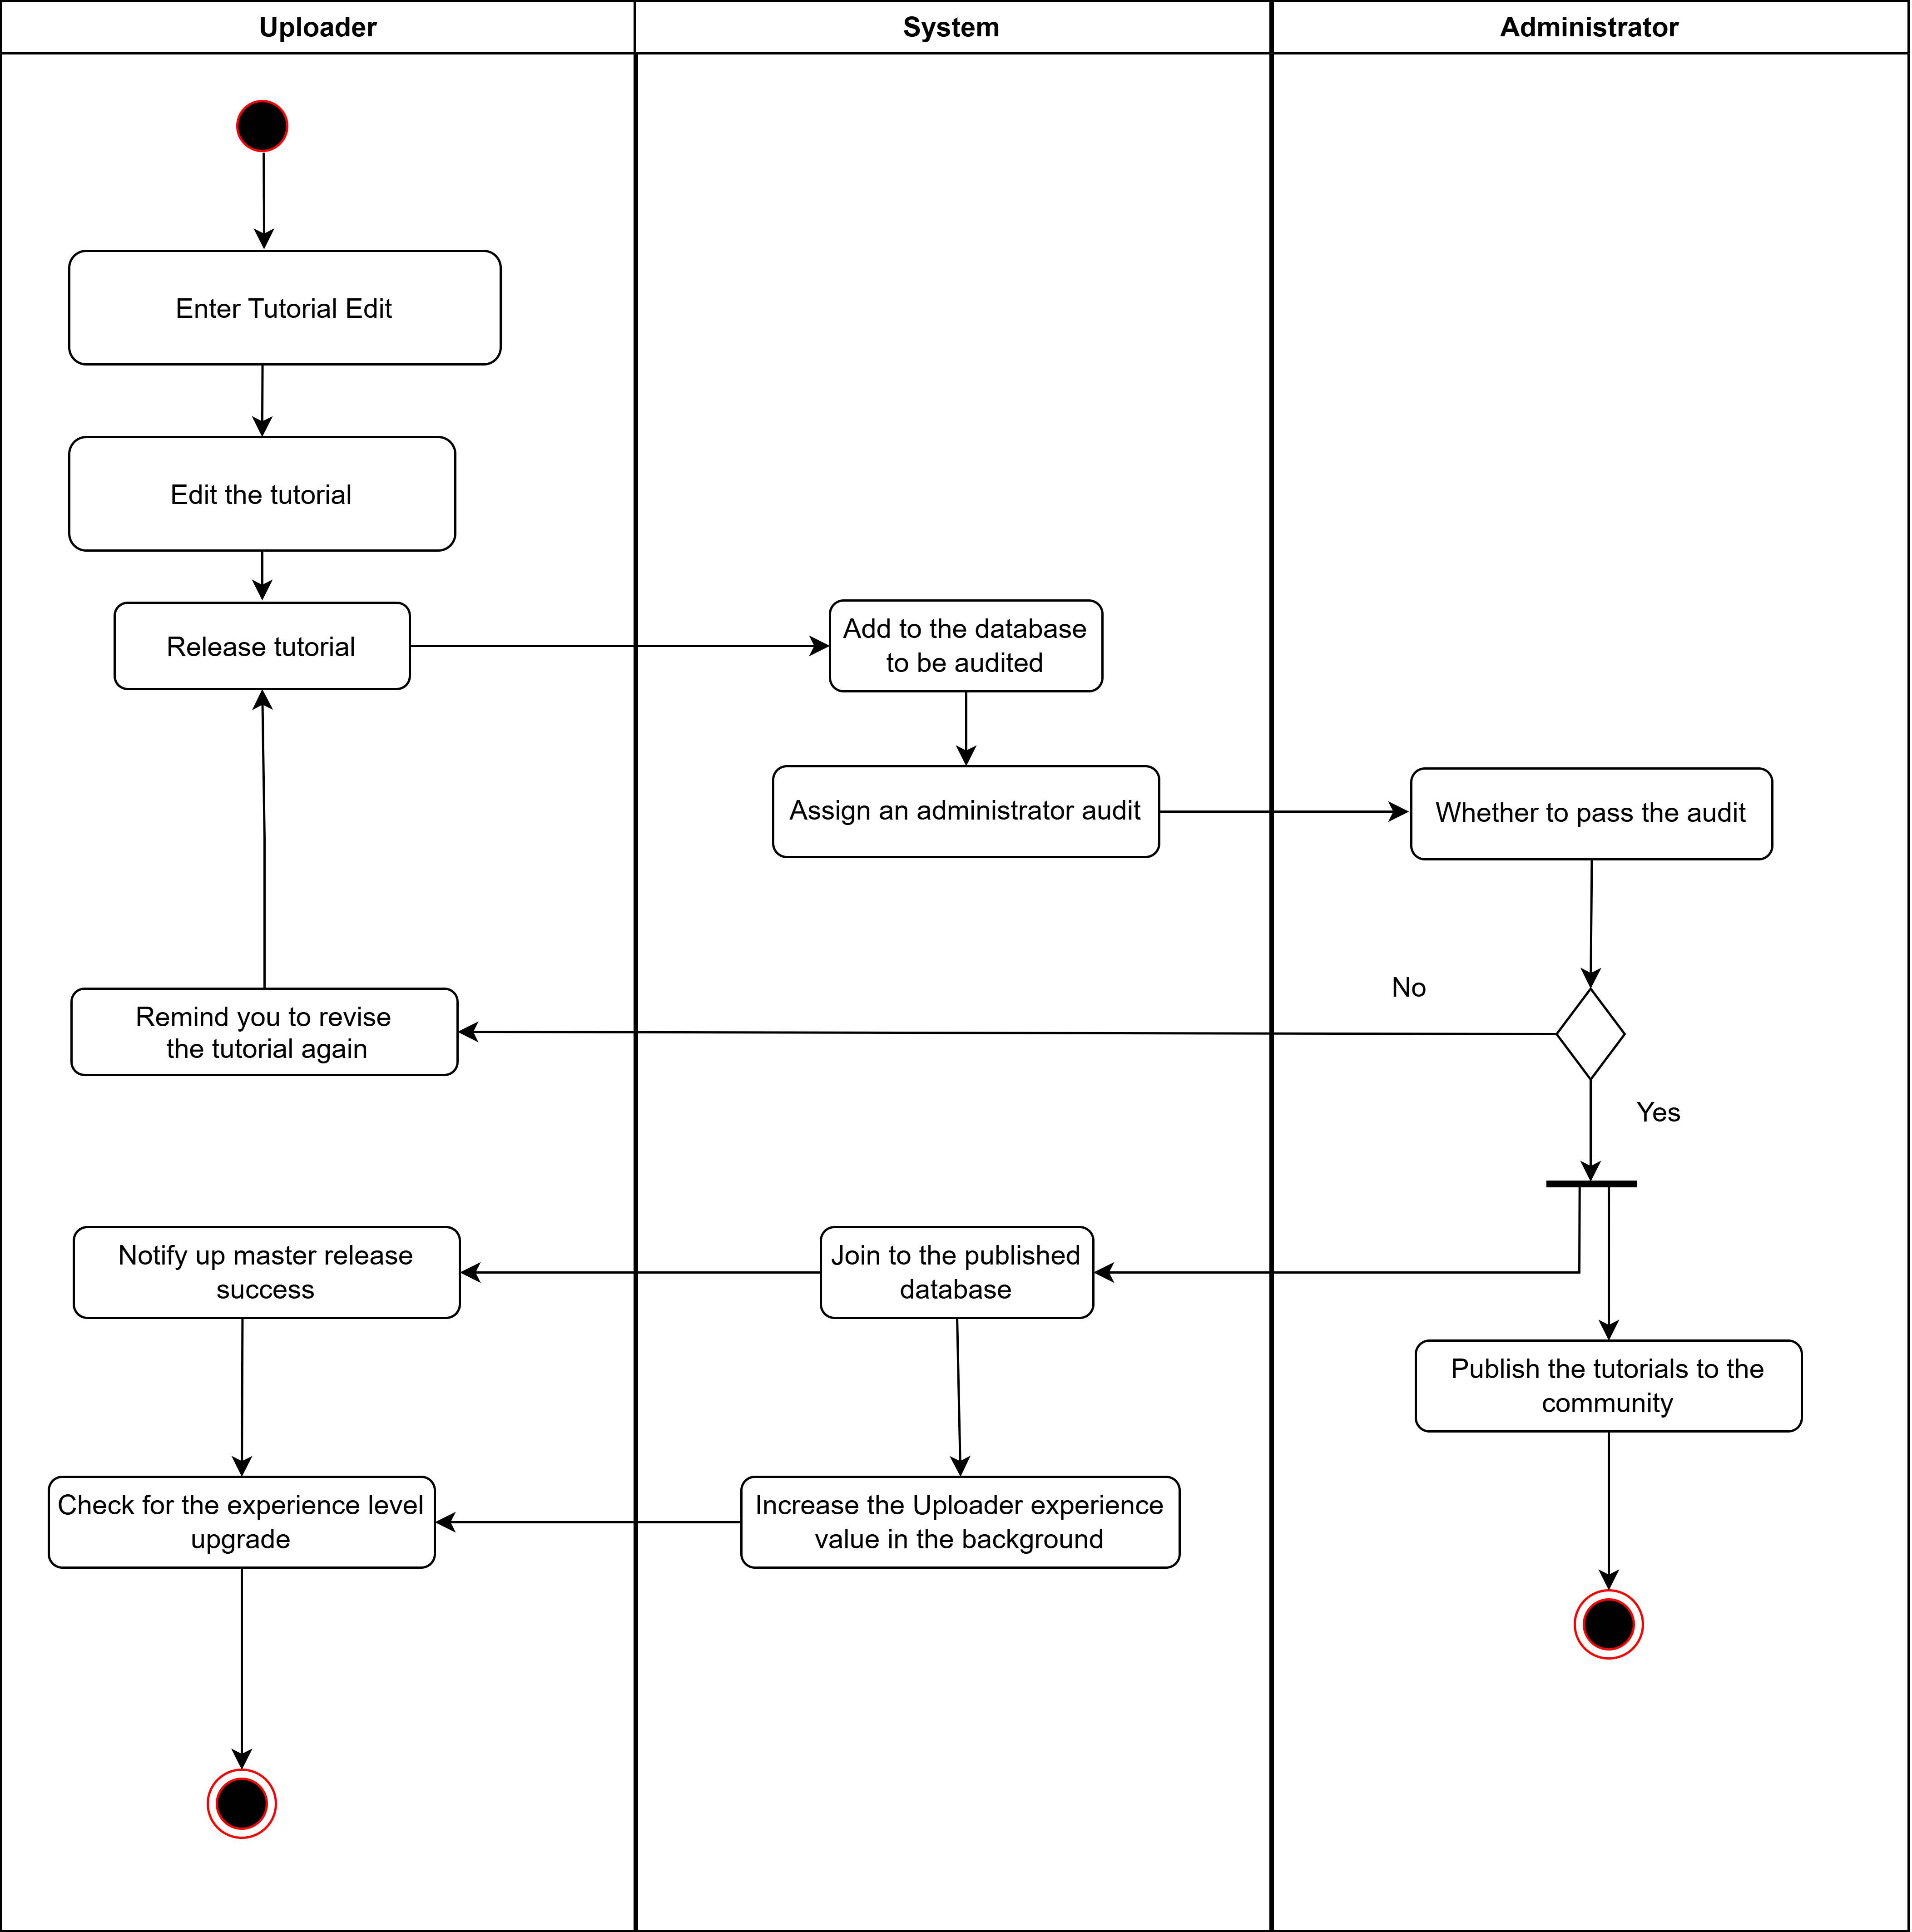 Uploader
System
Administrator
Enter Tutorial Edit
Edit the tutorial
Release tutorial
Add to the database
to be audited
Assign an administrator audit
Whether to pass the audit
No
Remind you to revise
the tutorial again
Yes
Notify up master release
success
Join to the published
database
Publish the tutorials to the
community
Check for the experience level
upgrade
Increase the Uploader experience
value in the background